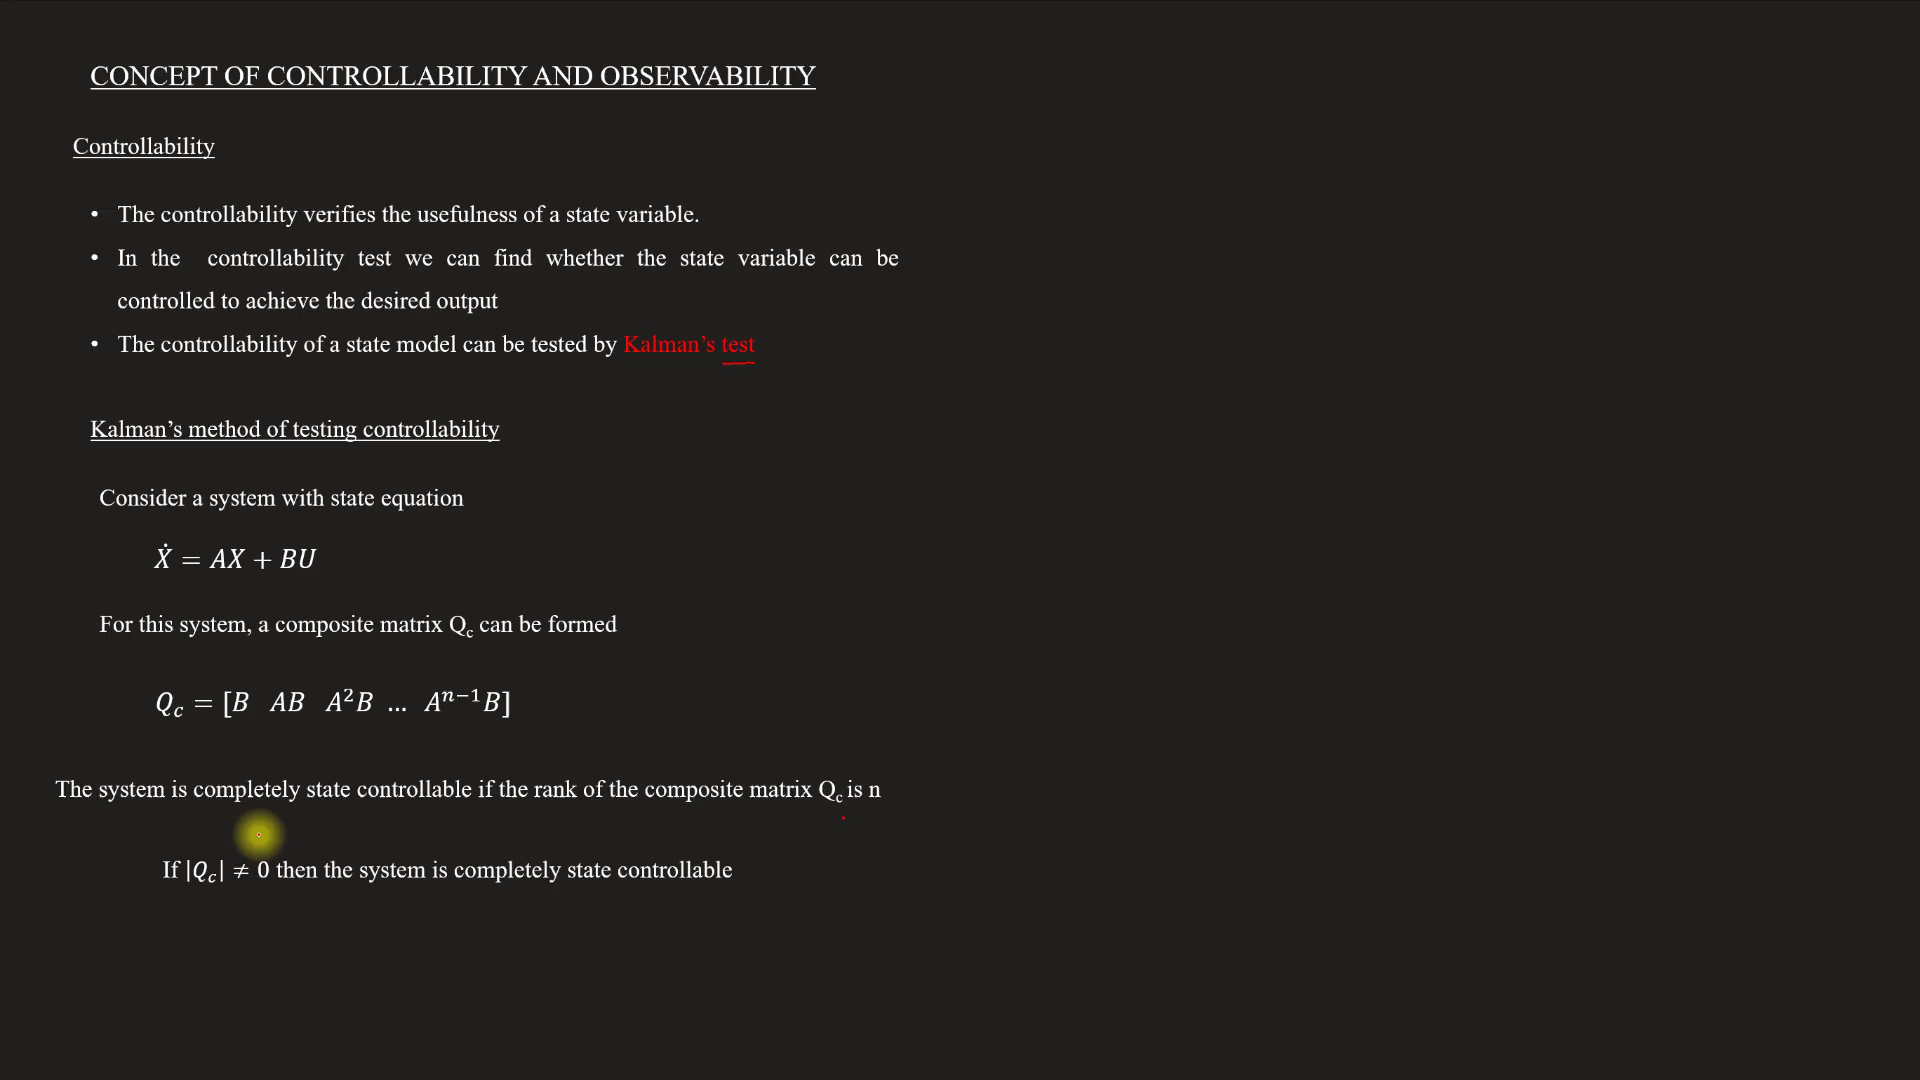 CONCEPT OF CONTROLLABILITY AND OBSERVABILITY
Controllability
• The controllability verifies the usefulness of a state variable.
• In the controllability test we can find whether the state variable can be
controlled to achieve the desired output
• The controllability of a state model can be tested by Kalman’s test
Kalman’s method of testing controllability
Consider a system with state equation
Ẋ = AX + BU
For this system, a composite matrix Q_c can be formed
Q_c = [B AB A²B … Aⁿ⁻¹B]
The system is completely state controllable if the rank of the composite matrix Q_c is n
If |Q_c| ≠ 0 then the system is completely state controllable